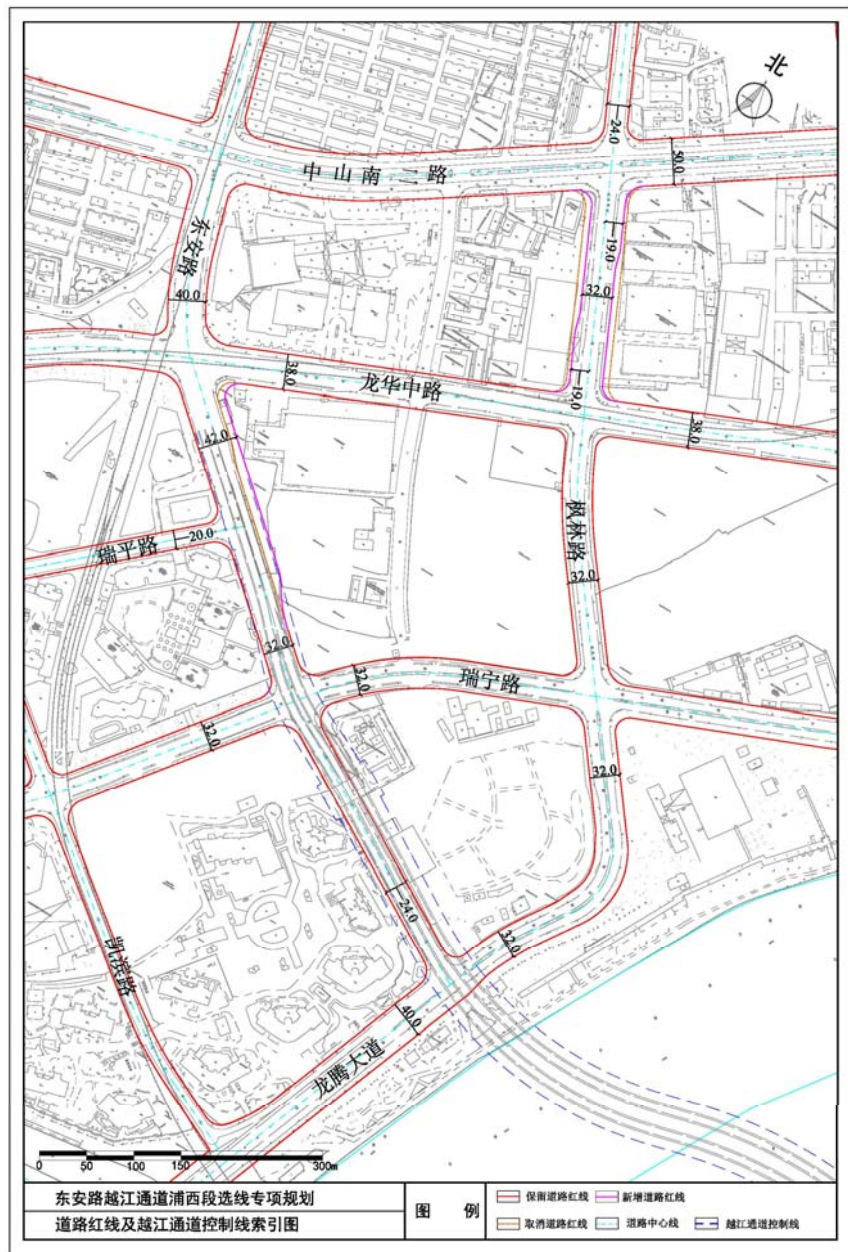 北
24.0
50.0
中山南二路
东安路
19.0
40.0
32.0
38.0
龙华中路
19.0
38.0
42.0
枫林路
瑞平路
20.0
32.0
32.0
32.0
瑞宁路
32.0
32.0
24.0
32.0
凯滨路
40.0
龙腾大道
0 50 100 150 300m
东安路越江通道浦西段选线专项规划
道路红线及越江通道控制线索引图
图 例
保留道路红线 新增道路红线
取消道路红线 道路中心线 越江通道控制线